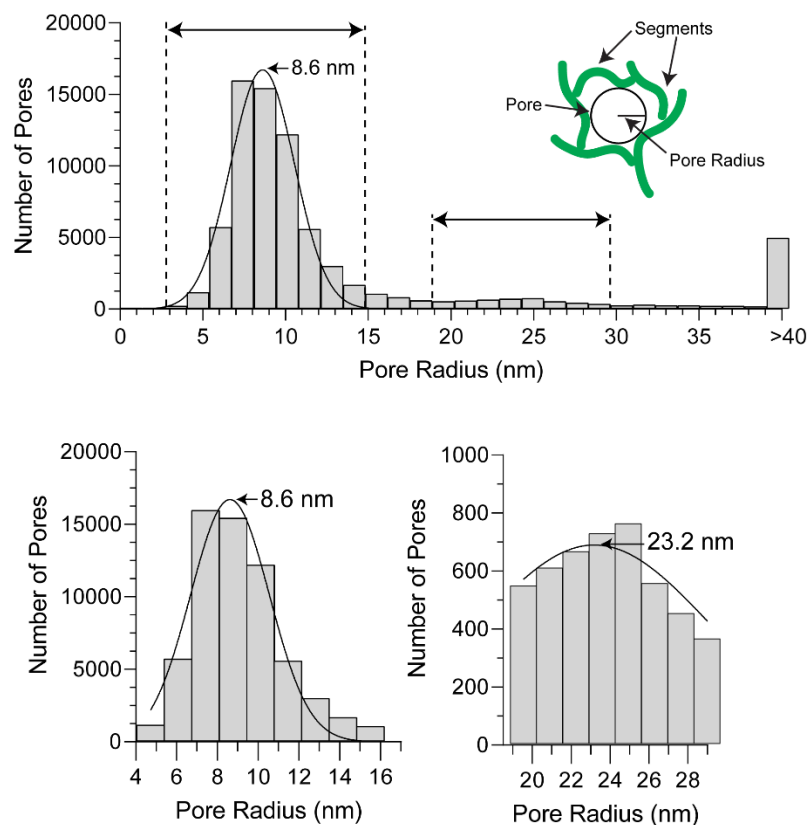 20000
15000
10000
5000
0
Number of Pores
8.6 nm
Segments
Pore
Pore Radius
0 5 10 15 20 25 30 35 >40
Pore Radius (nm)
20000
15000
10000
5000
0
Number of Pores
8.6 nm
4 6 8 10 12 14 16
Pore Radius (nm)
1000
800
600
400
200
0
Number of Pores
23.2 nm
20 22 24 26 28
Pore Radius (nm)